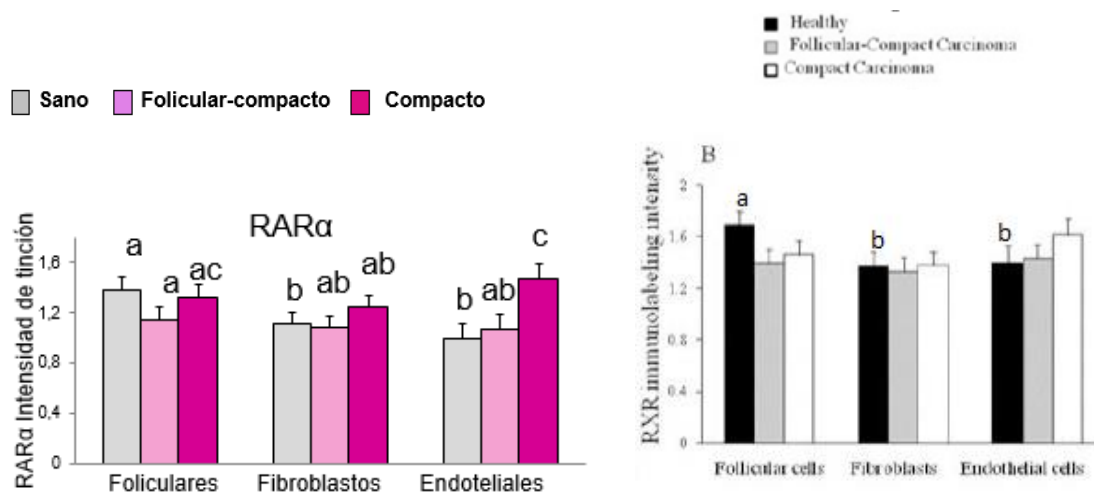 Sano Folicular-compacto Compacto
RARα
RARα Intensidad de tinción
1,6
1,2
0,8
0,4
0
a a ac
b ab ab
b ab c
Foliculares Fibroblastos Endoteliales
Healthy
Follicular-Compact Carcinoma
Compact Carcinoma
B
RXR immunolabeling intensity
2
1.6
1.2
0.8
0.4
0
a
b
b
Follicular cells Fibroblasts Endothelial cells